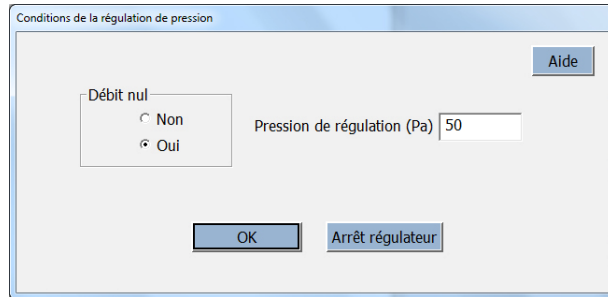 Conditions de la régulation de pression
Aide
Débit nul
Non
Oui
Pression de régulation (Pa) 50
OK
Arrêt régulateur